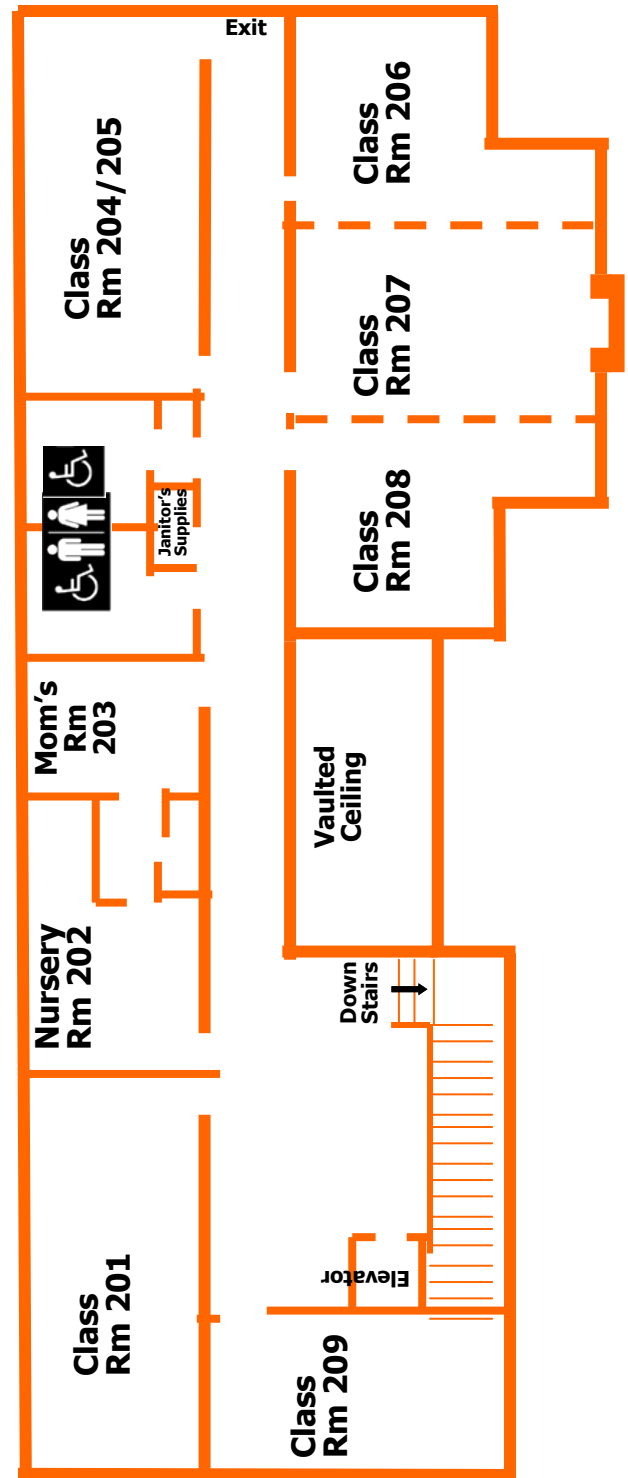 Exit
Class
Rm 206
Class
Rm 204/205
Class
Rm 207
Class
Rm 208
Janitor's
Supplies
Mom's
Rm
203
Vaulted
Ceiling
Nursery
Rm 202
Down
Stairs
Elevator
Class
Rm 201
Class
Rm 209